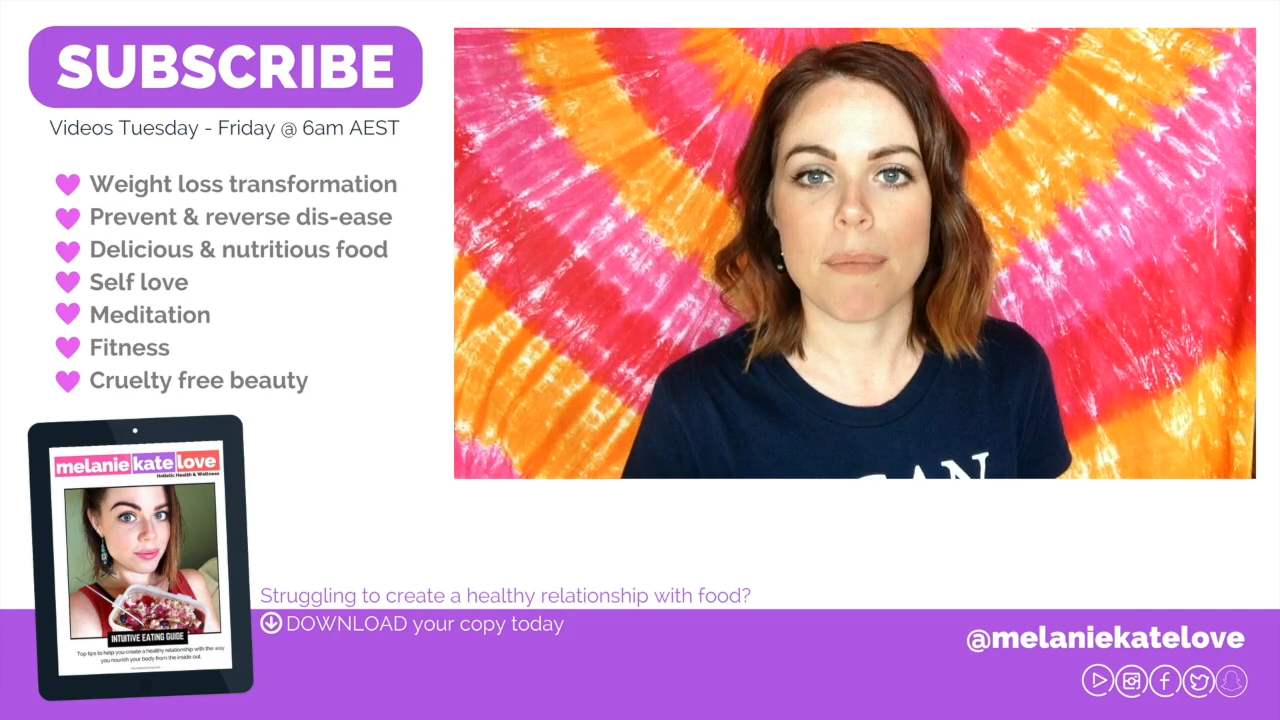 SUBSCRIBE
Videos Tuesday - Friday @ 6am AEST
Weight loss transformation
Prevent & reverse dis-ease
Delicious & nutritious food
Self love
Meditation
Fitness
Cruelty free beauty
melanie kate love
Holistic Health & Wellness
INTUITIVE EATING GUIDE
Top tips to help you create a healthy relationship with the way
you nourish your body from the inside out.
Struggling to create a healthy relationship with food?
DOWNLOAD your copy today
@melaniekatelove